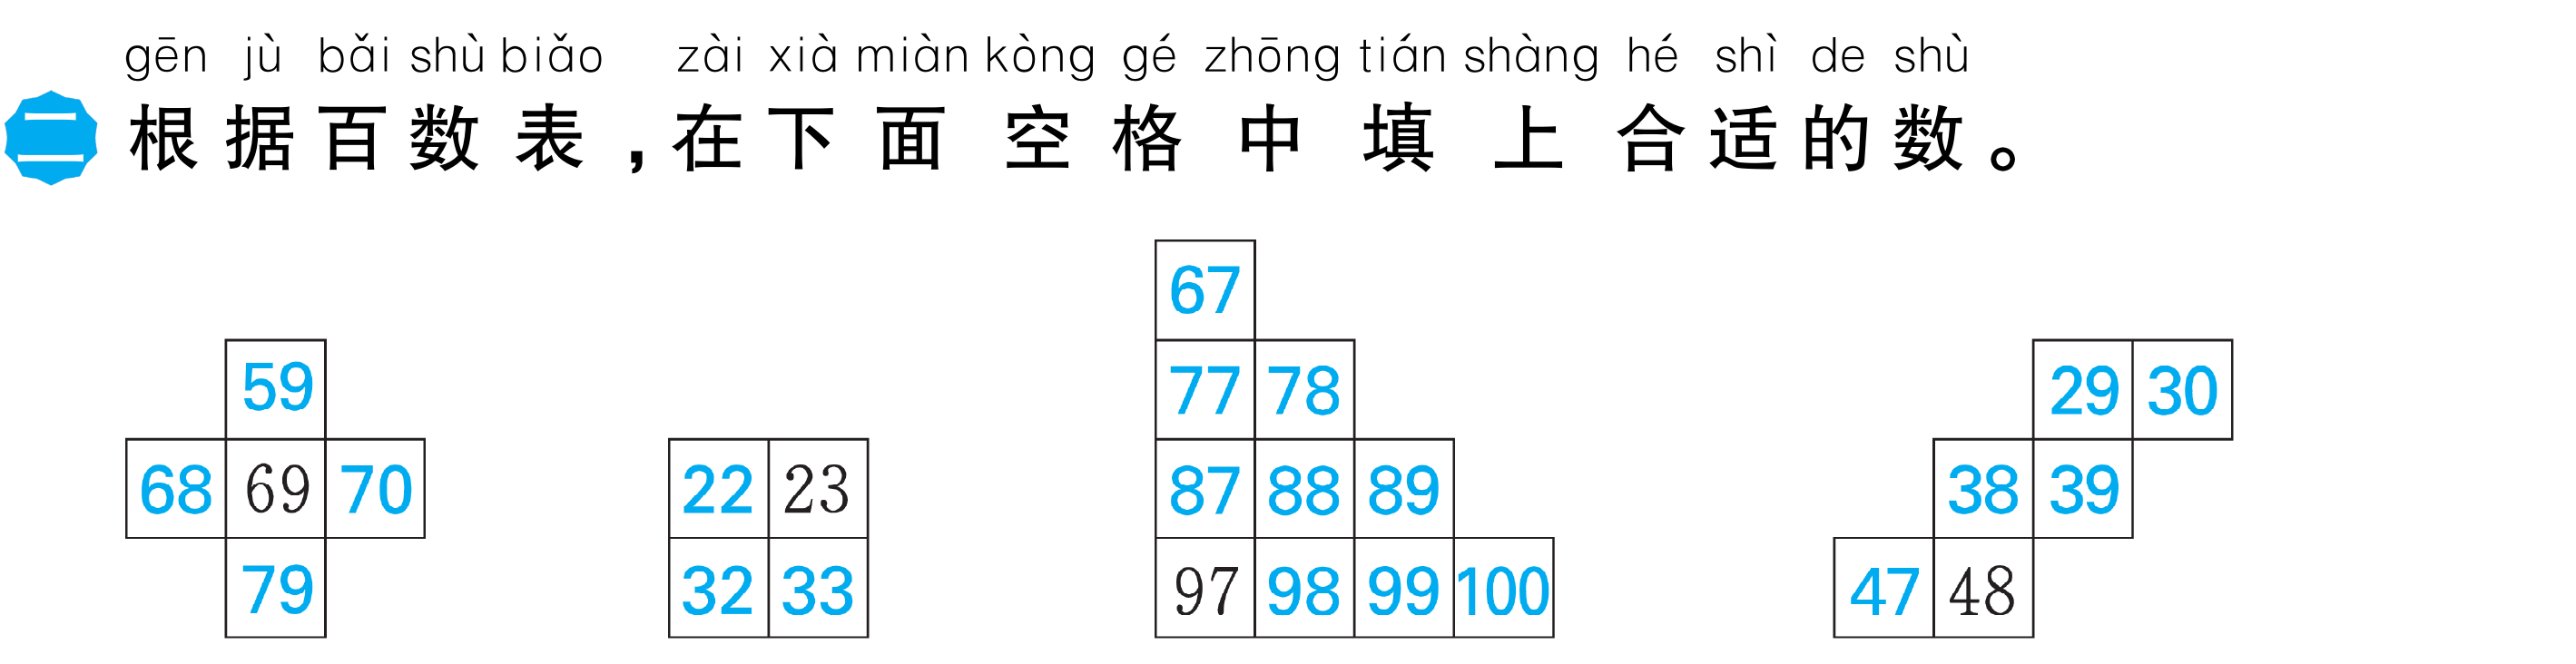 gēn jù bǎi shù biǎo zài xià miàn kòng gé zhōng tián shàng hé shì de shù
二 根据百数表,在下面空格中填上合适的数。
67
59 77 78 29 30
68 69 70 22 23 87 88 89 38 39
79 32 33 97 98 99 100 47 48